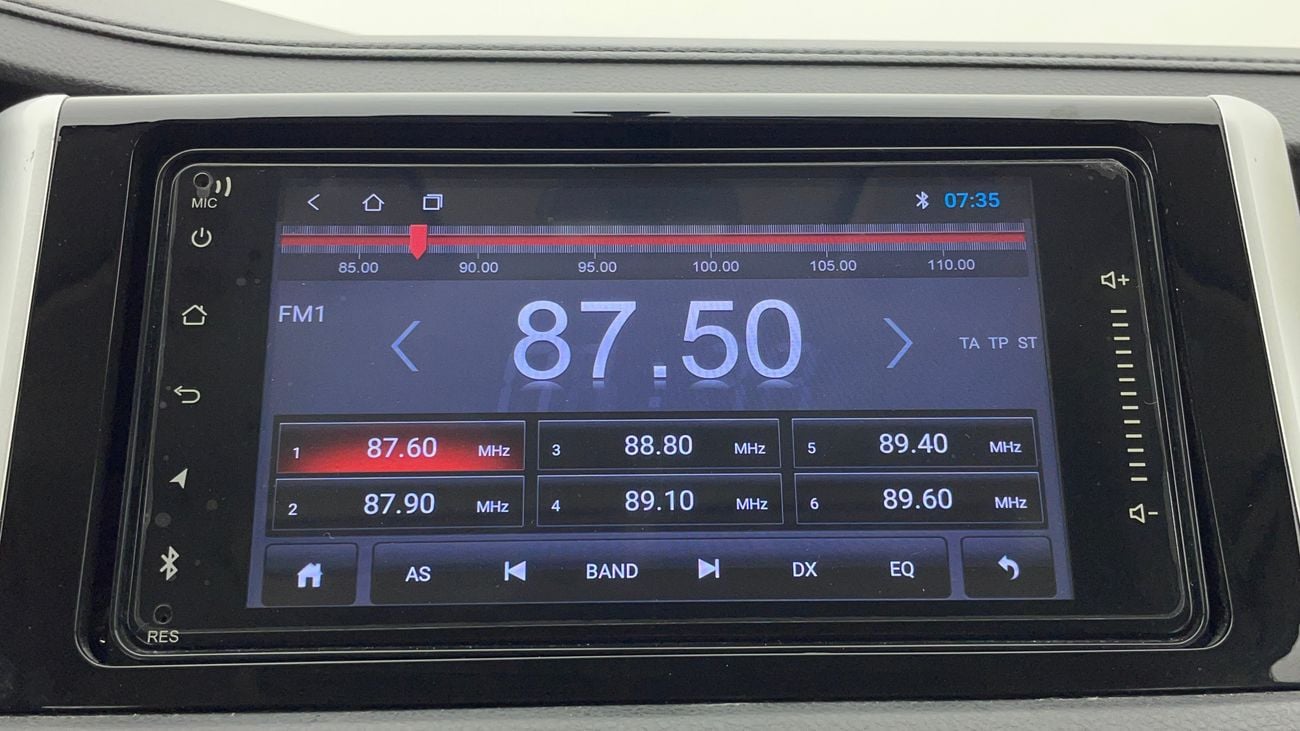 MIC
07:35
85.00 90.00 95.00 100.00 105.00 110.00
FM1
87.50
TA TP ST
1 87.60 MHz
3 88.80 MHz
5 89.40 MHz
2 87.90 MHz
4 89.10 MHz
6 89.60 MHz
AS BAND DX EQ
RES